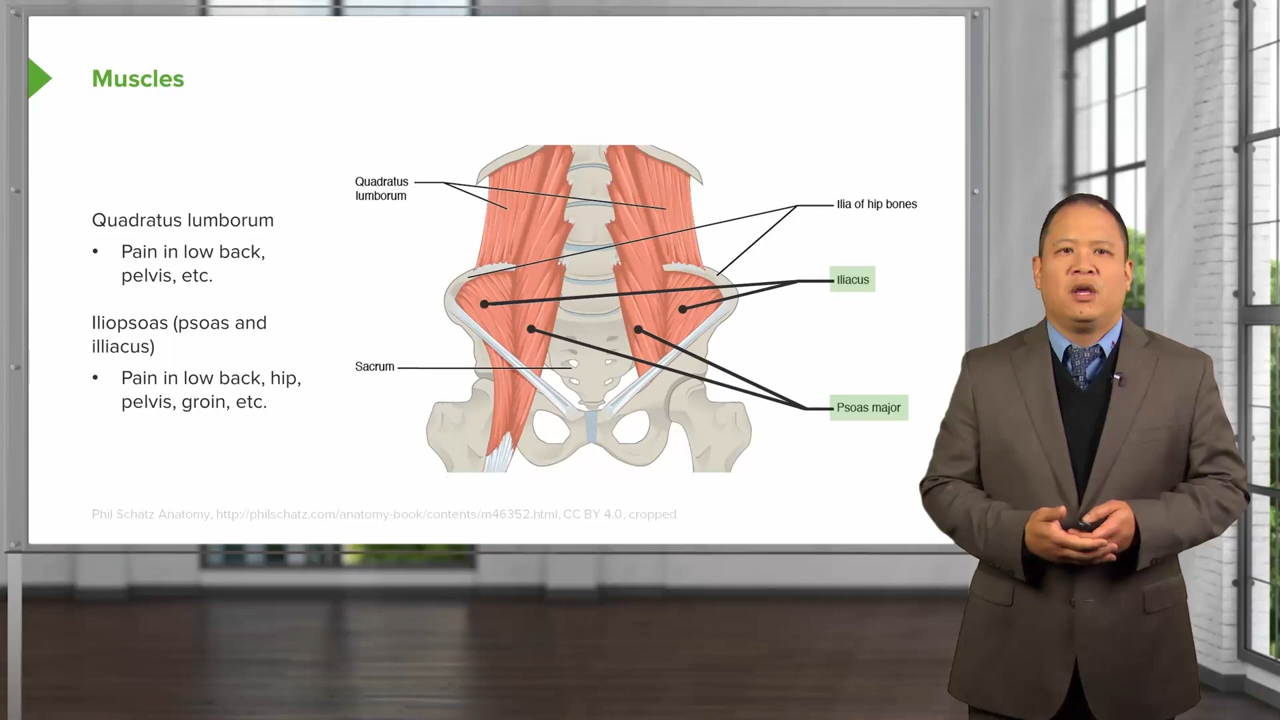 Muscles
Quadratus lumborum
• Pain in low back,
pelvis, etc.
Iliopsoas (psoas and
illiacus)
• Pain in low back, hip,
pelvis, groin, etc.
Quadratus
lumborum
Sacrum
Ilia of hip bones
Iliacus
Psoas major
Phil Schatz Anatomy, http://philschatz.com/anatomy-book/contents/m46352.html, CC BY 4.0, cropped